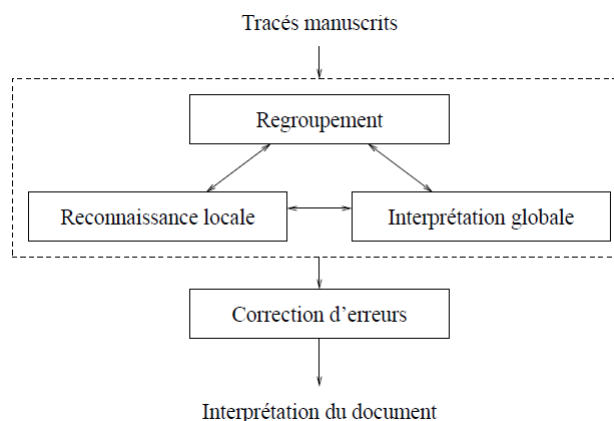 Tracés manuscrits
Regroupement
Reconnaissance locale
Interprétation globale
Correction d'erreurs
Interprétation du document